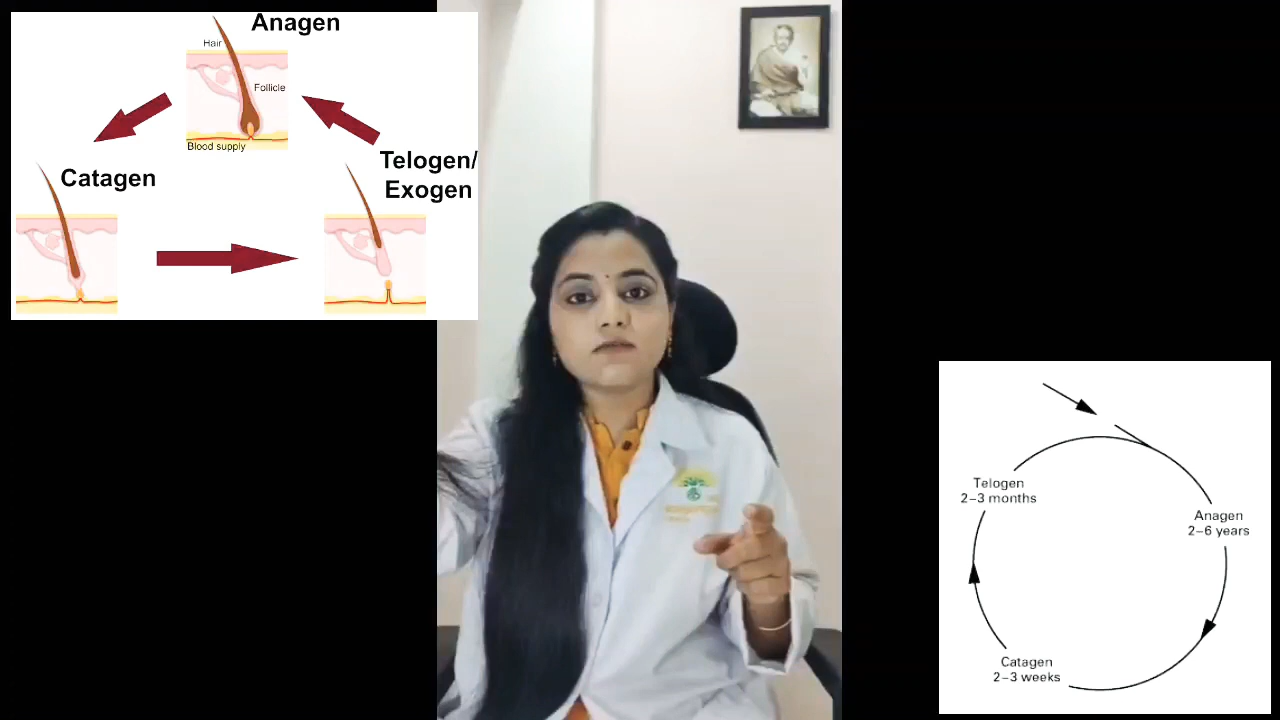 Anagen
Hair
Follicle
Blood supply
Catagen
Telogen/
Exogen
Telogen
2–3 months
Anagen
2–6 years
Catagen
2–3 weeks